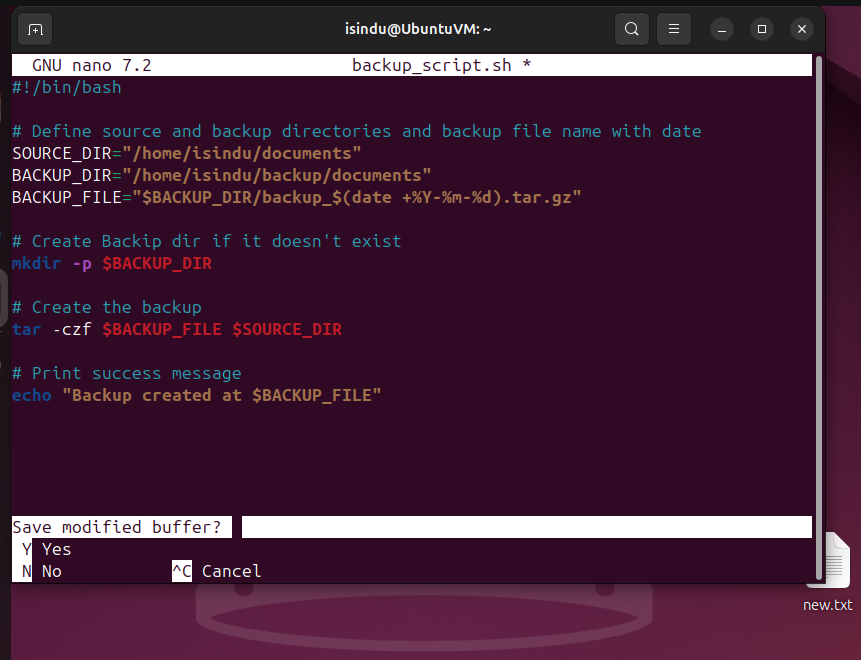 isindu@UbuntuVM: ~
GNU nano 7.2 backup_script.sh *
#!/bin/bash
# Define source and backup directories and backup file name with date
SOURCE_DIR="/home/isindu/documents"
BACKUP_DIR="/home/isindu/backup/documents"
BACKUP_FILE="$BACKUP_DIR/backup_$(date +%Y-%m-%d).tar.gz"
# Create Backip dir if it doesn't exist
mkdir -p $BACKUP_DIR
# Create the backup
tar -czf $BACKUP_FILE $SOURCE_DIR
# Print success message
echo "Backup created at $BACKUP_FILE"
Save modified buffer?
Y Yes
N No ^C Cancel
new.txt